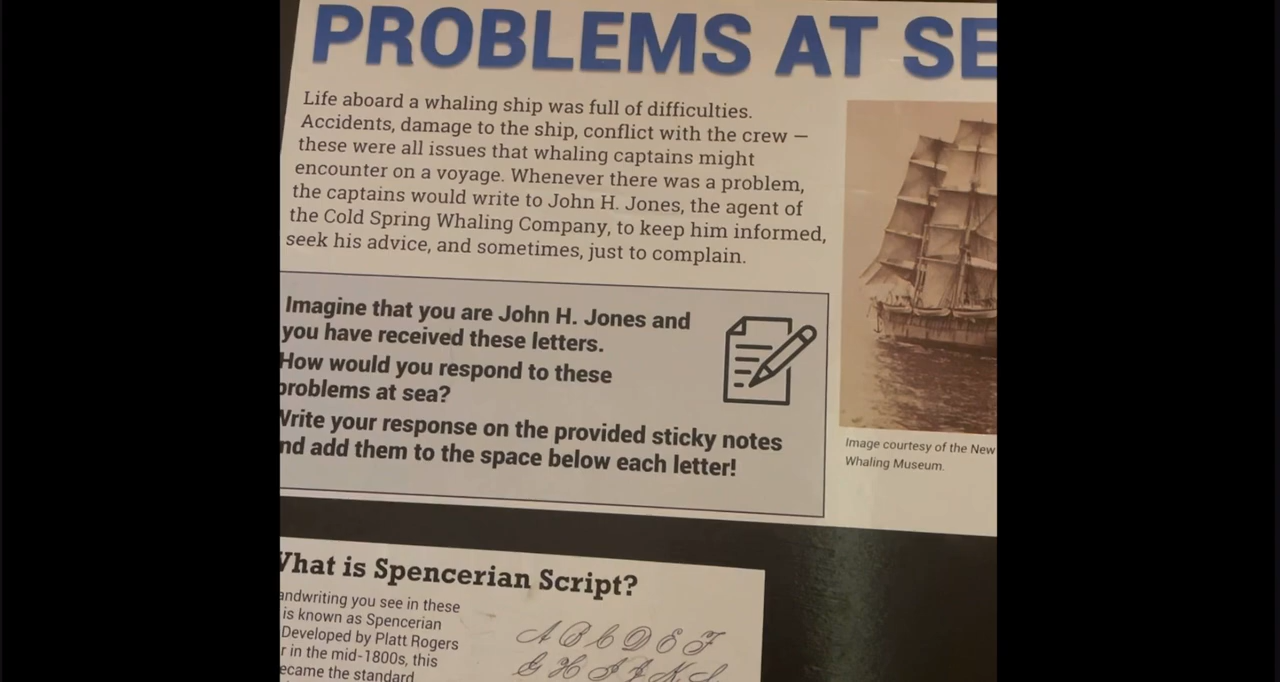 PROBLEMS AT SE
Life aboard a whaling ship was full of difficulties.
Accidents, damage to the ship, conflict with the crew —
these were all issues that whaling captains might
encounter on a voyage. Whenever there was a problem,
the captains would write to John H. Jones, the agent of
the Cold Spring Whaling Company, to keep him informed,
seek his advice, and sometimes, just to complain.
Imagine that you are John H. Jones and
you have received these letters.
How would you respond to these
problems at sea?
Write your response on the provided sticky notes
nd add them to the space below each letter!
Image courtesy of the New
Whaling Museum.
What is Spencerian Script?
andwriting you see in these
is known as Spencerian
Developed by Platt Rogers
r in the mid-1800s, this
ecame the standard
A B C D E F
G H I J K L